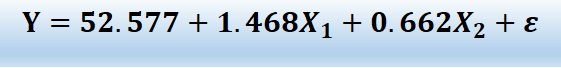 Y = 52.577 + 1.468X₁ + 0.662X₂ + ε